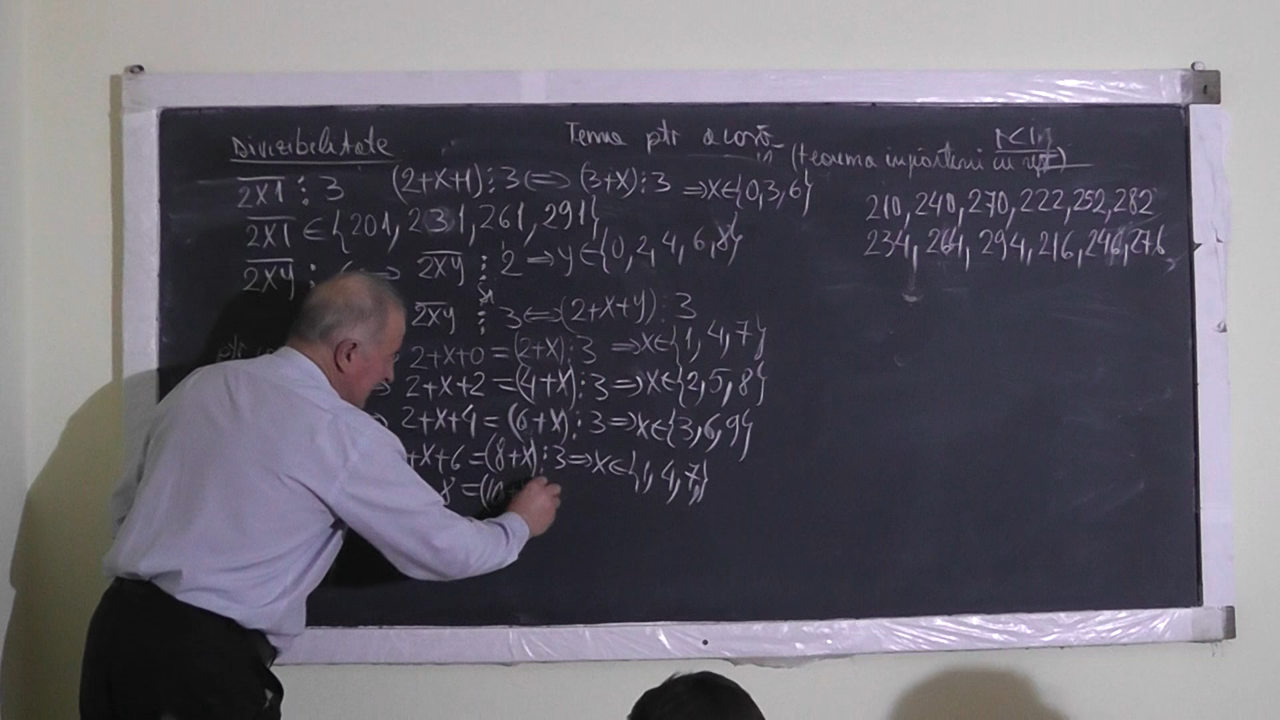 Divizibilitate
Tema ptr acasă
(teorema împărțirii cu rest)
2X1 ⋮ 3 (2+X+1) ⋮ 3 ⇔ (3+X) ⋮ 3 ⇒ X∈{0,3,6}
2X1 ∈ {201, 231, 261, 291}
2XY ⋮ 6 ⇒ 2XY ⋮ 2 ⇒ y∈{0, 2, 4, 6, 8}
și
2XY ⋮ 3 ⇔ (2+X+Y) ⋮ 3
ptr
2+X+0 = (2+X) ⋮ 3 ⇒ X∈{1, 4, 7}
⇒ 2+X+2 = (4+X) ⋮ 3 ⇒ X∈{2, 5, 8}
⇒ 2+X+4 = (6+X) ⋮ 3 ⇒ X∈{3, 6, 9}
+X+6 = (8+X) ⋮ 3 ⇒ X∈{1, 4, 7}
8 = (10
210, 240, 270, 222, 252, 282
234, 264, 294, 216, 246, 276,